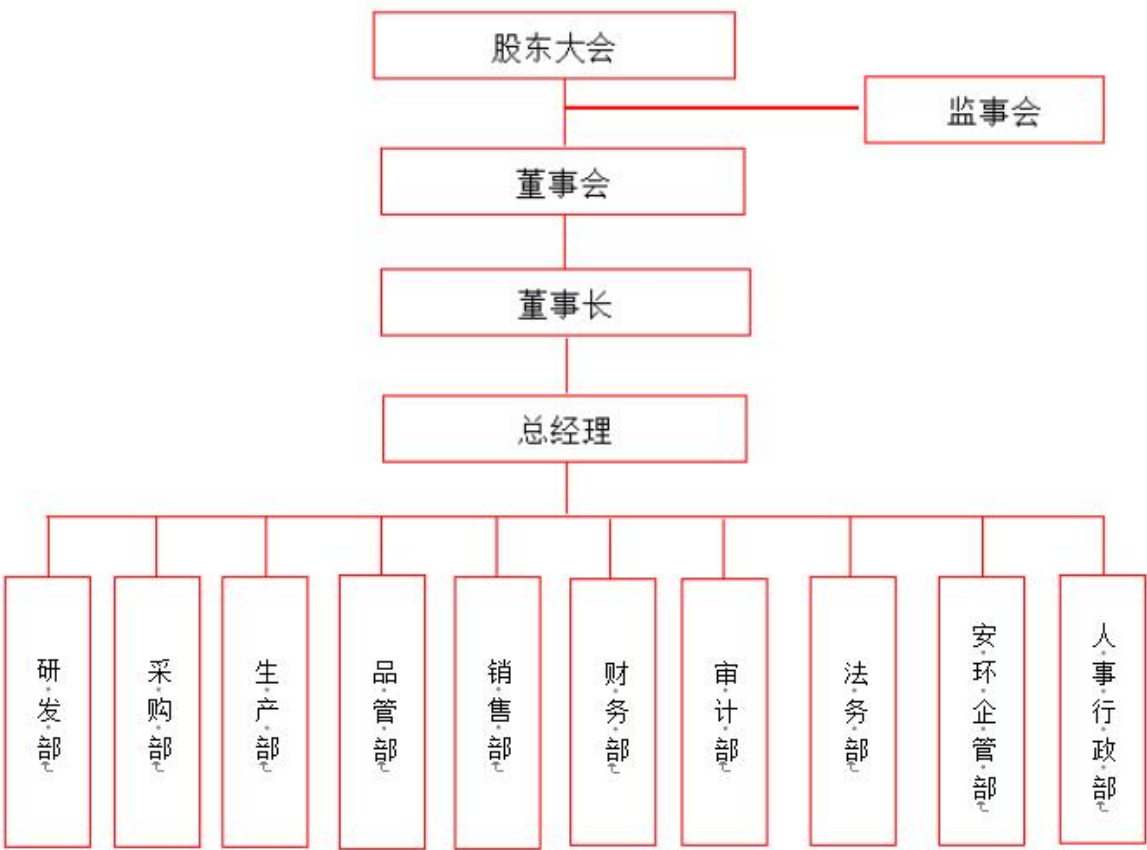 股东大会
监事会
董事会
董事长
总经理
研发部
采购部
生产部
品管部
销售部
财务部
审计部
法务部
安环企管部
人事行政部